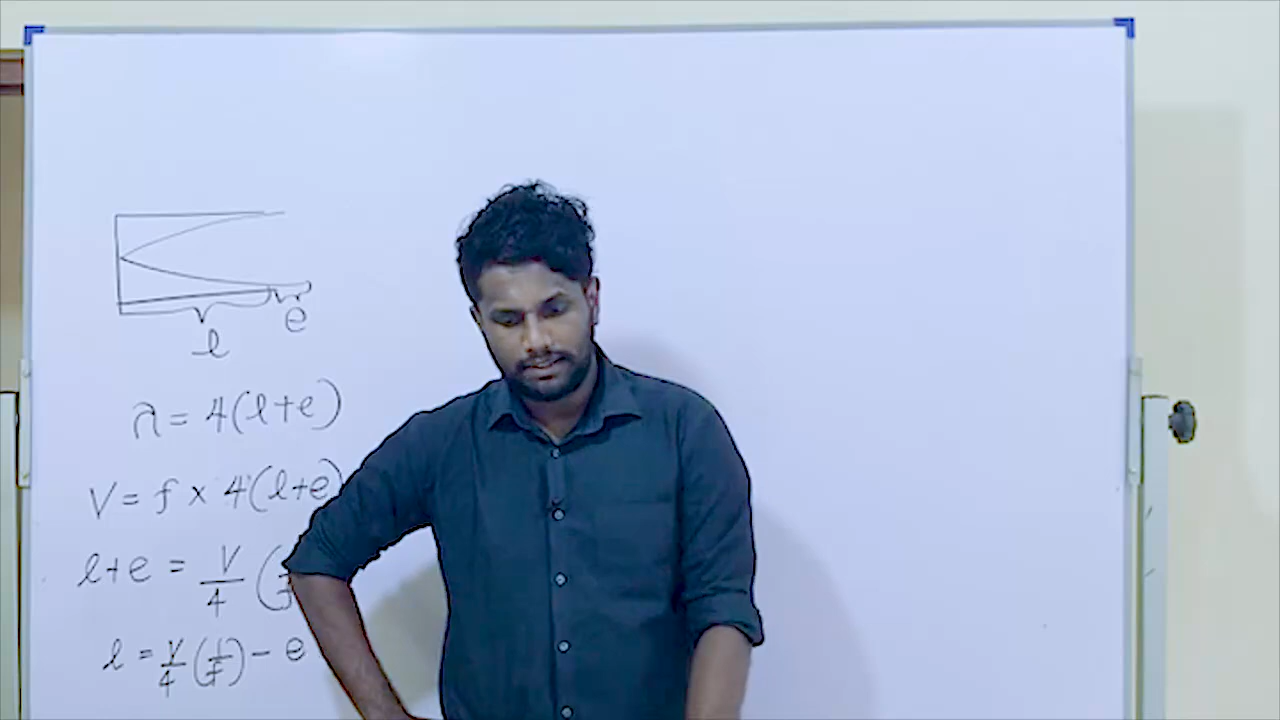 e
l
λ = 4(l+e)
V = f × 4(l+e)
l+e = V/4 (
l = V/4 (1/f) - e